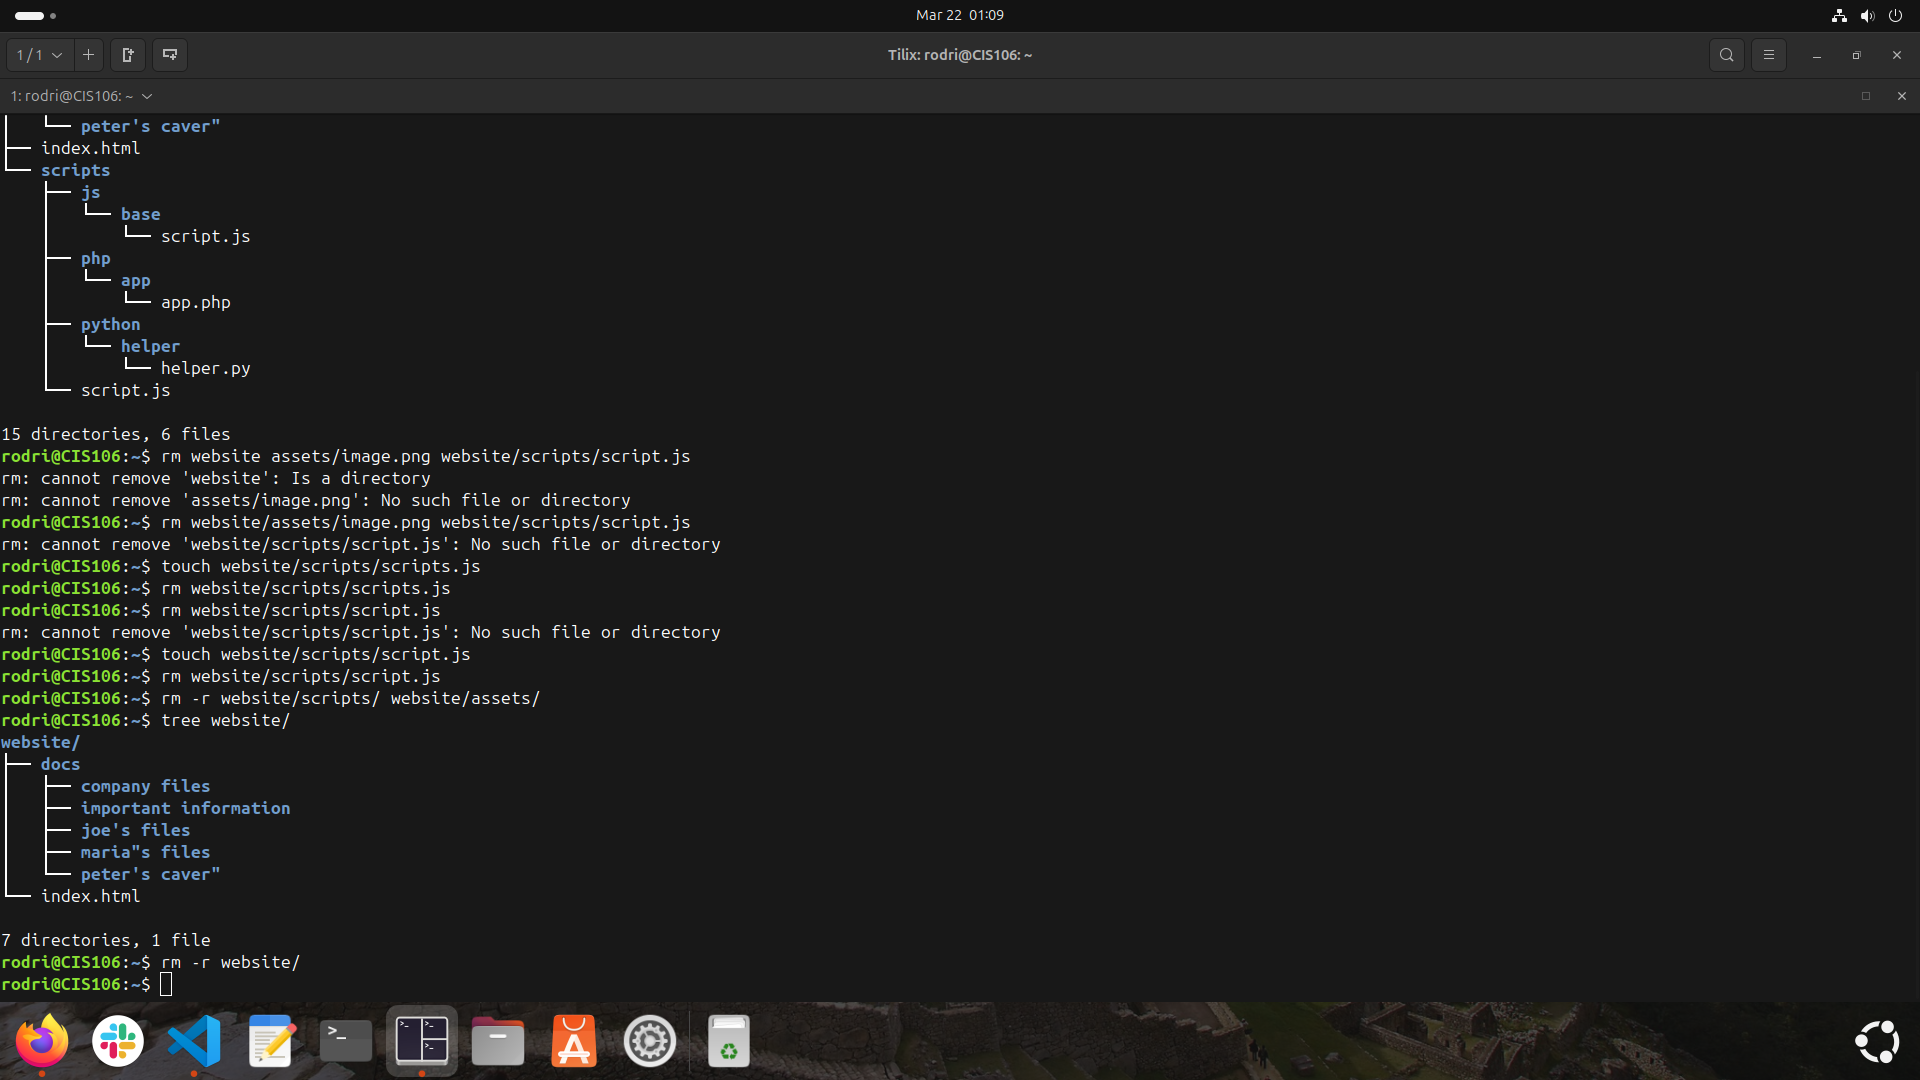 Mar 22  01:09
1 / 1
Tilix: rodri@CIS106: ~
1: rodri@CIS106: ~
└── peter's caver"
├── index.html
└── scripts
├── js
│   └── base
│       └── script.js
├── php
│   └── app
│       └── app.php
├── python
│   └── helper
│       └── helper.py
└── script.js
15 directories, 6 files
rodri@CIS106:~$ rm website assets/image.png website/scripts/script.js
rm: cannot remove 'website': Is a directory
rm: cannot remove 'assets/image.png': No such file or directory
rodri@CIS106:~$ rm website/assets/image.png website/scripts/script.js
rm: cannot remove 'website/scripts/script.js': No such file or directory
rodri@CIS106:~$ touch website/scripts/scripts.js
rodri@CIS106:~$ rm website/scripts/scripts.js
rodri@CIS106:~$ rm website/scripts/script.js
rm: cannot remove 'website/scripts/script.js': No such file or directory
rodri@CIS106:~$ touch website/scripts/script.js
rodri@CIS106:~$ rm website/scripts/script.js
rodri@CIS106:~$ rm -r website/scripts/ website/assets/
rodri@CIS106:~$ tree website/
website/
├── docs
│   ├── company files
│   ├── important information
│   ├── joe's files
│   ├── maria"s files
│   └── peter's caver"
└── index.html
7 directories, 1 file
rodri@CIS106:~$ rm -r website/
rodri@CIS106:~$